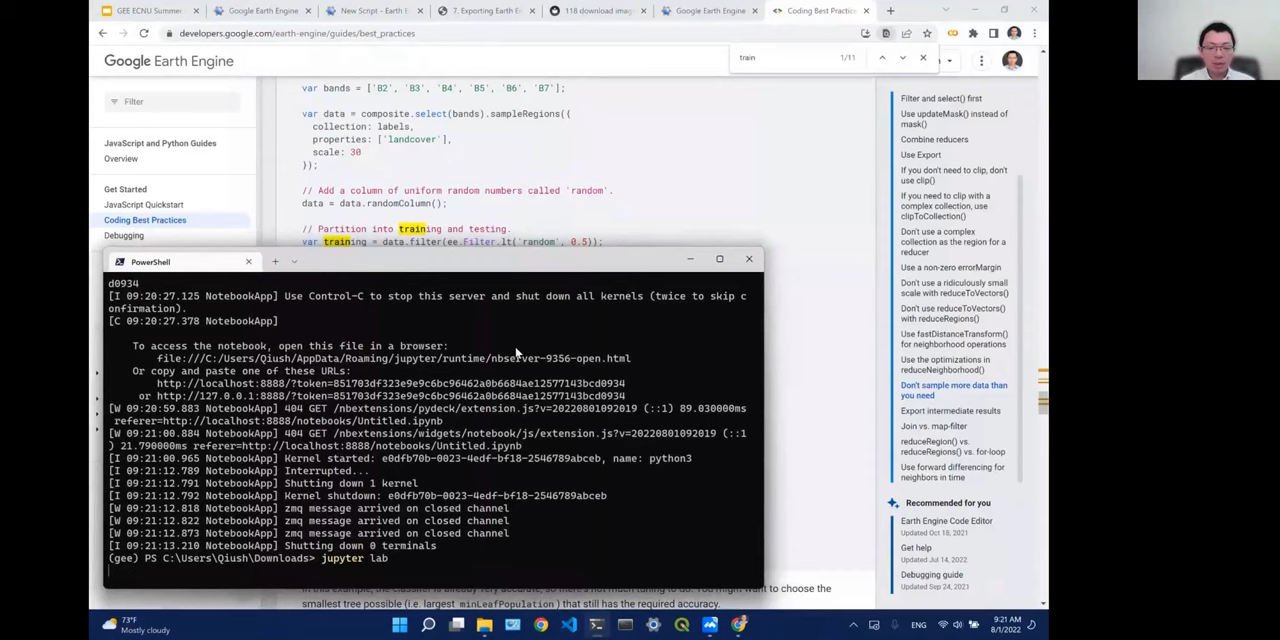 GEE ECNU Summer
Google Earth Engine
New Script - Earth E
7. Exporting Earth En
118 download imag
Google Earth Engine
Coding Best Practice
developers.google.com/earth-engine/guides/best_practices
Google Earth Engine
train
1/11
Filter
JavaScript and Python Guides
Overview
Get Started
JavaScript Quickstart
Coding Best Practices
Debugging
var bands = ['B2', 'B3', 'B4', 'B5', 'B6', 'B7'];
var data = composite.select(bands).sampleRegions({
collection: labels,
properties: ['landcover'],
scale: 30
});
// Add a column of uniform random numbers called 'random'.
data = data.randomColumn();
// Partition into training and testing.
var training = data.filter(ee.Filter.lt('random', 0.5));
PowerShell
d0934
[I 09:20:27.125 NotebookApp] Use Control-C to stop this server and shut down all kernels (twice to skip c
onfirmation).
[C 09:20:27.378 NotebookApp]
To access the notebook, open this file in a browser:
file:///C:/Users/Qiush/AppData/Roaming/jupyter/runtime/nbserver-9356-open.html
Or copy and paste one of these URLs:
http://localhost:8888/?token=851703df323e9e9c6bc96462a0b6684ae12577143bcd0934
or http://127.0.0.1:8888/?token=851703df323e9e9c6bc96462a0b6684ae12577143bcd0934
[W 09:20:59.883 NotebookApp] 404 GET /nbextensions/pydeck/extension.js?v=20220801092019 (::1) 89.030000ms
referer=http://localhost:8888/notebooks/Untitled.ipynb
[W 09:21:00.884 NotebookApp] 404 GET /nbextensions/widgets/notebook/js/extension.js?v=20220801092019 (::1
) 21.790000ms referer=http://localhost:8888/notebooks/Untitled.ipynb
[I 09:21:00.965 NotebookApp] Kernel started: e0dfb70b-0023-4edf-bf18-2546789abceb, name: python3
[I 09:21:12.789 NotebookApp] Interrupted...
[I 09:21:12.791 NotebookApp] Shutting down 1 kernel
[I 09:21:12.792 NotebookApp] Kernel shutdown: e0dfb70b-0023-4edf-bf18-2546789abceb
[W 09:21:12.818 NotebookApp] zmq message arrived on closed channel
[W 09:21:12.822 NotebookApp] zmq message arrived on closed channel
[W 09:21:12.873 NotebookApp] zmq message arrived on closed channel
[I 09:21:13.210 NotebookApp] Shutting down 0 terminals
(gee) PS C:\Users\Qiush\Downloads> jupyter lab
In this example, the classifier is already very accurate, so there's not much tuning to do. You might want to choose the
smallest tree possible (i.e. largest minLeafPopulation) that still has the required accuracy.
Filter and select() first
Use updateMask() instead of
mask()
Combine reducers
Use Export
If you don't need to clip, don't
use clip()
If you need to clip with a
complex collection, use
clipToCollection()
Don't use a complex
collection as the region for a
reducer
Use a non-zero errorMargin
Don't use a ridiculously small
scale with reduceToVectors()
Don't use reduceToVectors()
with reduceRegions()
Use fastDistanceTransform()
for neighborhood operations
Use the optimizations in
reduceNeighborhood()
Don't sample more data than
you need
Export intermediate results
Join vs. map-filter
reduceRegion() vs.
reduceRegions() vs. for-loop
Use forward differencing for
neighbors in time
Recommended for you
Earth Engine Code Editor
Updated Oct 18, 2021
Get help
Updated Jul 14, 2022
Debugging guide
Updated Sep 24, 2021
73°F
Mostly cloudy
ENG
9:21 AM
8/1/2022